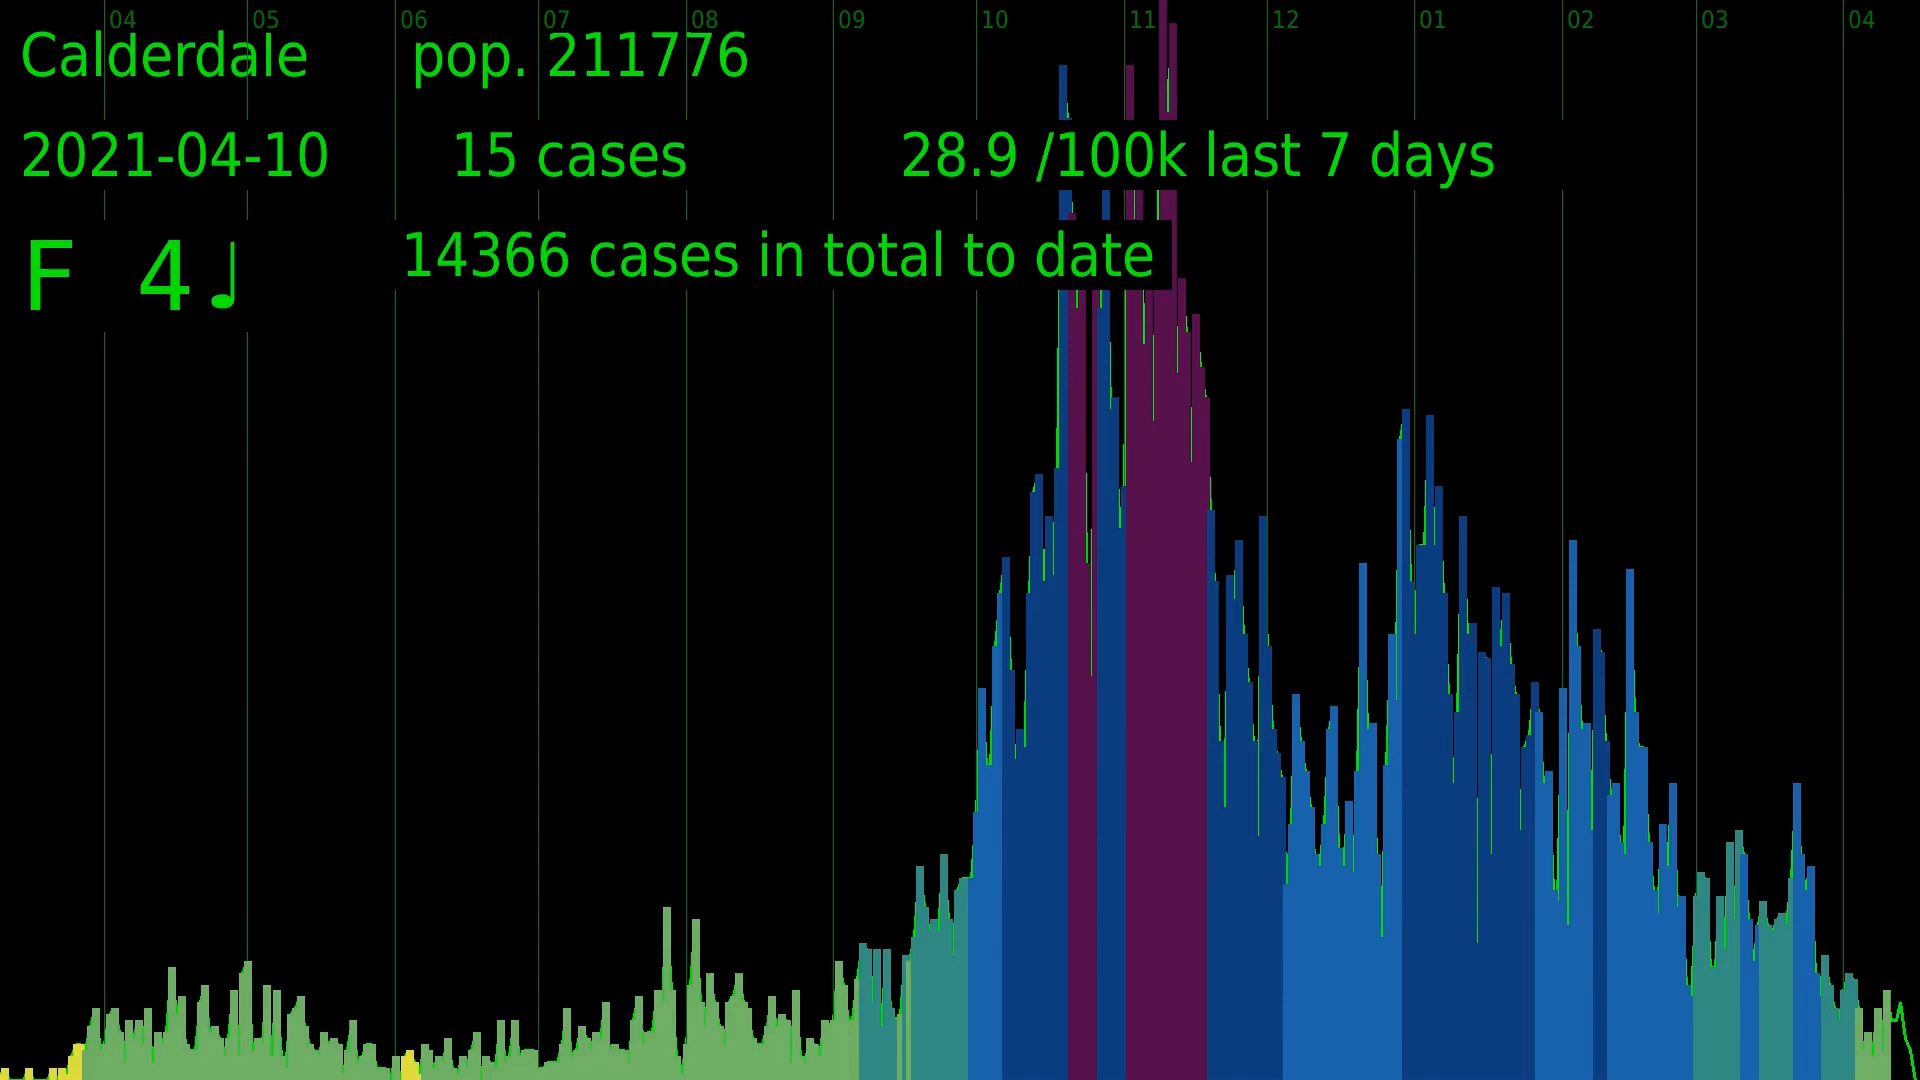 04 05 06 07 08 09 10 11 12 01 02 03 04
Calderdale pop. 211776
2021-04-10 15 cases 28.9 /100k last 7 days
F 4♩ 14366 cases in total to date